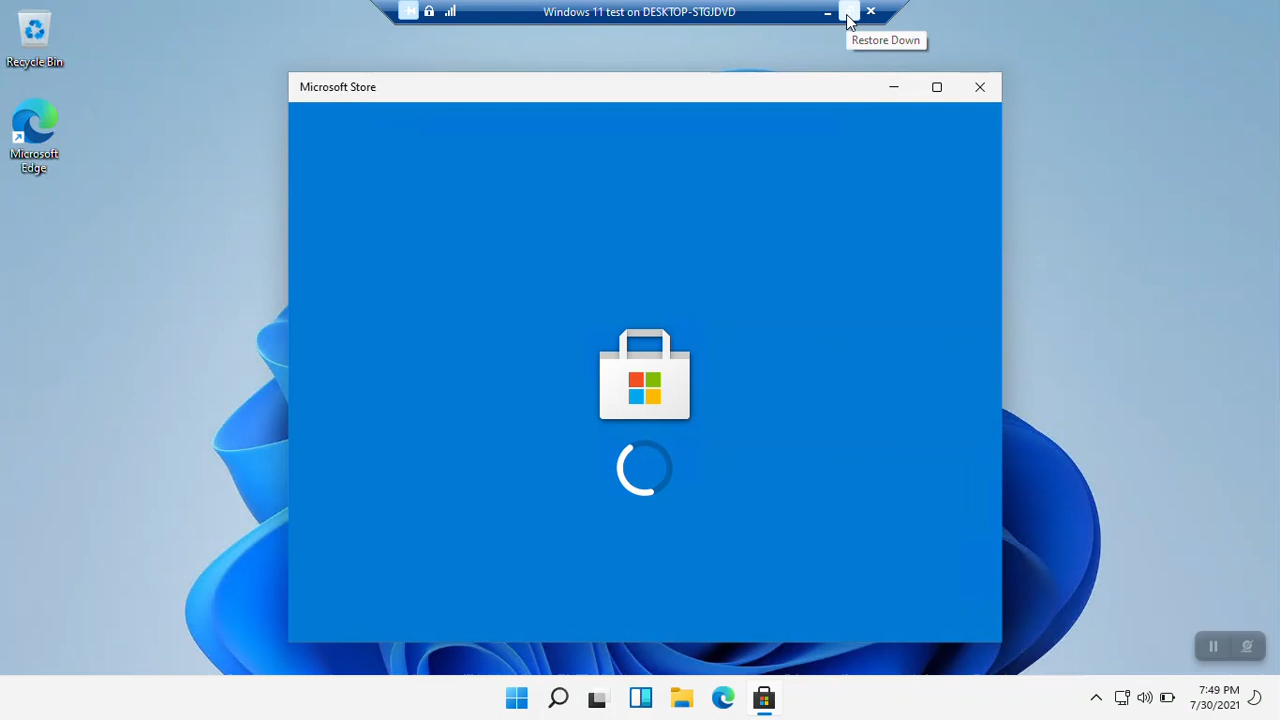 Windows 11 test on DESKTOP-STGJDVD
Restore Down
Recycle Bin
Microsoft Store
Microsoft
Edge
7:49 PM
7/30/2021